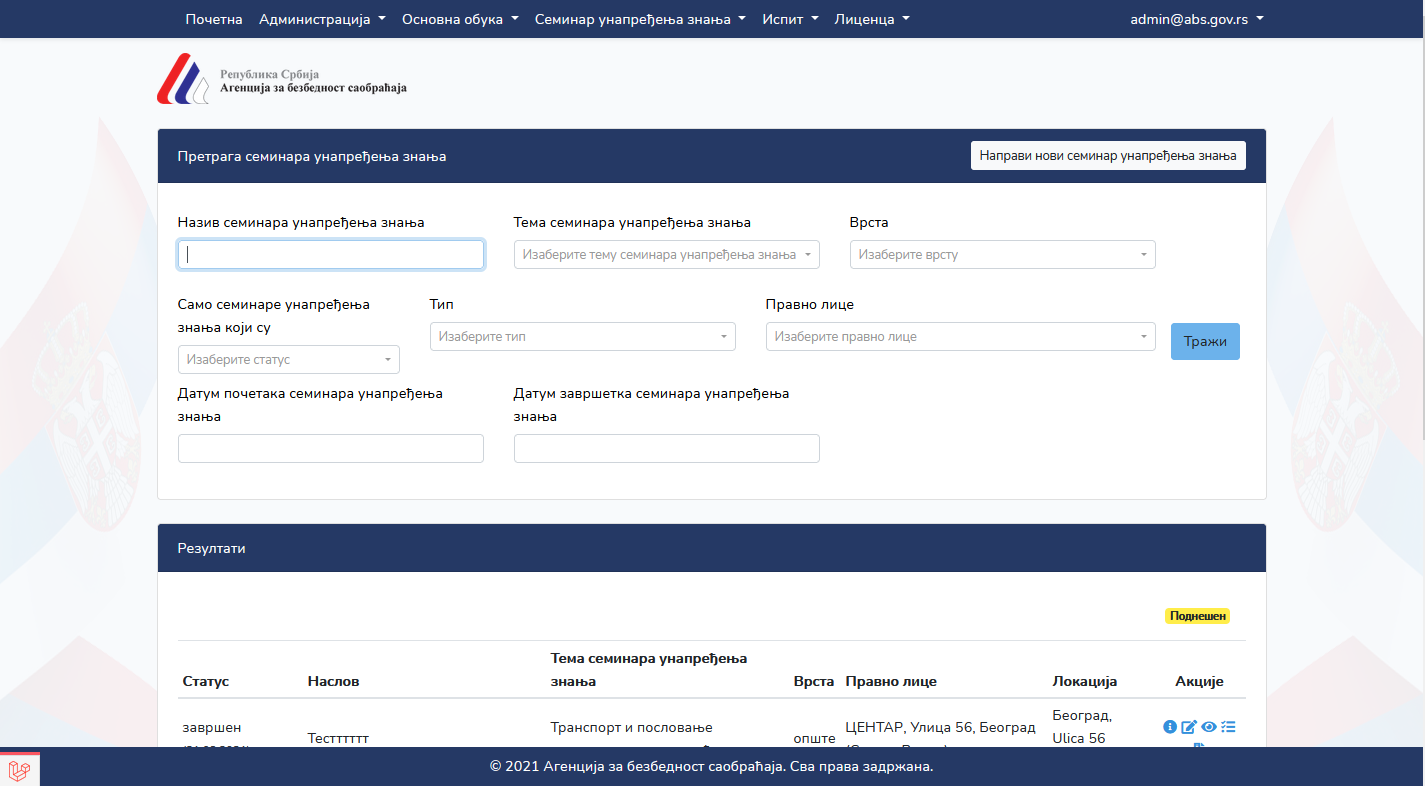 Почетна Администрација Основна обука Семинар унапређења знања Испит Лиценца admin@abs.gov.rs
Република Србија
Агенција за безбедност саобраћаја
Претрага семинара унапређења знања
Направи нови семинар унапређења знања
Назив семинара унапређења знања
Тема семинара унапређења знања
Врста
Изаберите тему семинара унапређења знања
Изаберите врсту
Само семинаре унапређења
знања који су
Тип
Правно лице
Изаберите статус
Изаберите тип
Изаберите правно лице
Тражи
Датум почетака семинара унапређења
знања
Датум завршетка семинара унапређења
знања
Резултати
Поднешен
Статус
Наслов
Тема семинара унапређења
знања
Врста
Правно лице
Локација
Акције
завршен
Тестттттт
Транспорт и пословање
опште
ЦЕНТАР, Улица 56, Београд
Београд,
Ulica 56
© 2021 Агенција за безбедност саобраћаја. Сва права задржана.